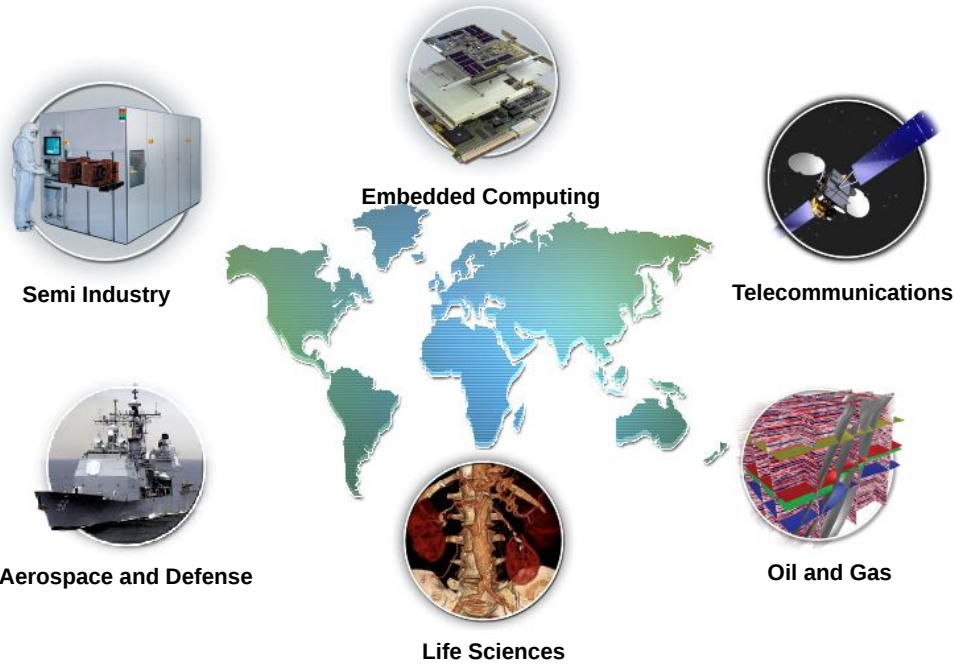 Embedded Computing
Semi Industry
Telecommunications
Aerospace and Defense
Oil and Gas
Life Sciences